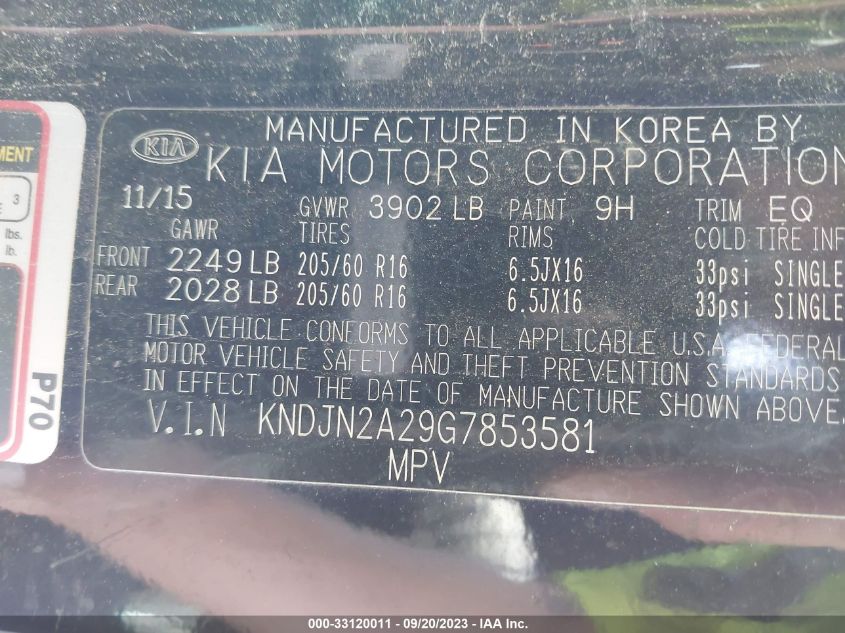 MANUFACTURED IN KOREA BY
KIA KIA MOTORS CORPORATION
11/15 GVWR 3902 LB PAINT 9H TRIM EQ
GAWR TIRES RIMS COLD TIRE INF
FRONT 2249 LB 205/60 R16 6.5JX16 33psi SINGLE
REAR 2028 LB 205/60 R16 6.5JX16 33psi SINGLE
THIS VEHICLE CONFORMS TO ALL APPLICABLE U.S.A. FEDERAL
MOTOR VEHICLE SAFETY AND THEFT PREVENTION STANDARDS
IN EFFECT ON THE DATE OF MANUFACTURE SHOWN ABOVE.
V.I.N KNDJN2A29G7853581
MPV
MENT
3
lbs.
lb.
P70
000-33120011 - 09/20/2023 - IAA Inc.